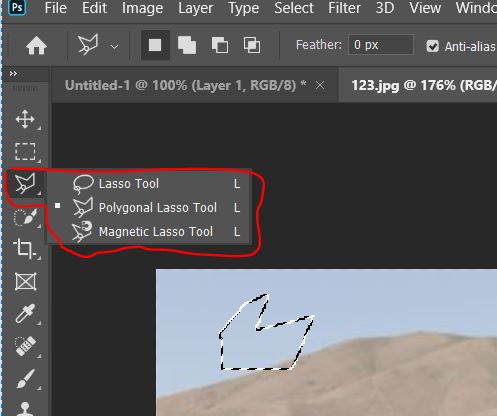 Ps File Edit Image Layer Type Select Filter 3D View Window
Feather: 0 px Anti-alias
Untitled-1 @ 100% (Layer 1, RGB/8) * × 123.jpg @ 176% (RGB/
Lasso Tool L
Polygonal Lasso Tool L
Magnetic Lasso Tool L